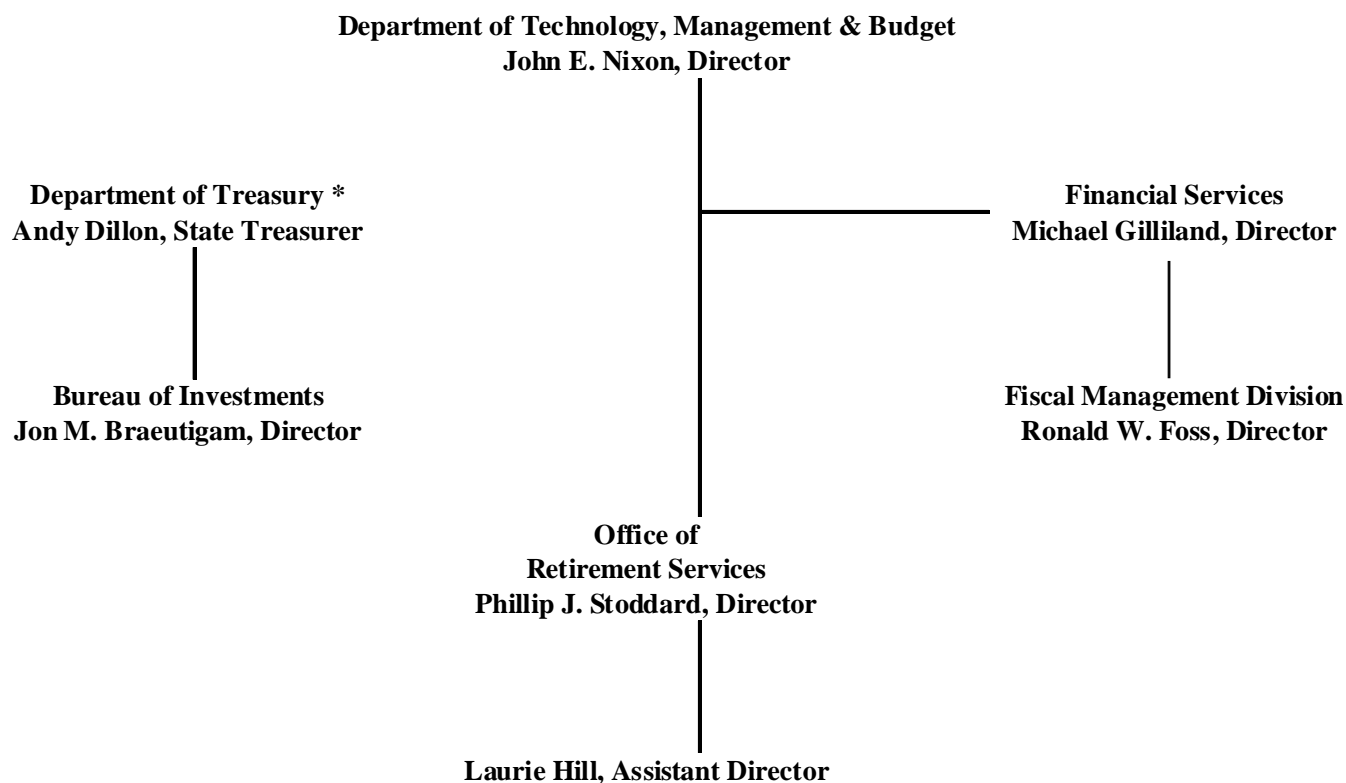 Department of Technology, Management & Budget
John E. Nixon, Director
Department of Treasury *
Andy Dillon, State Treasurer
Financial Services
Michael Gilliland, Director
Bureau of Investments
Jon M. Braeutigam, Director
Fiscal Management Division
Ronald W. Foss, Director
Office of
Retirement Services
Phillip J. Stoddard, Director
Laurie Hill, Assistant Director